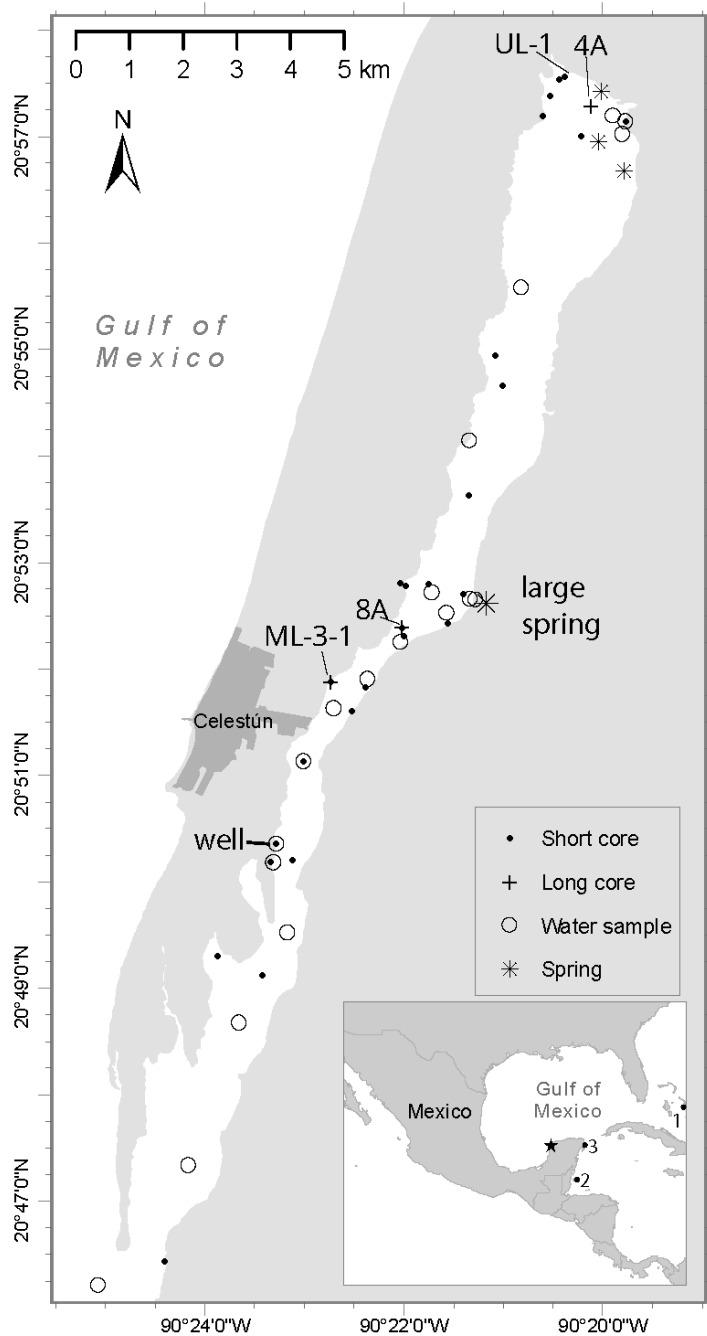 UL-1 4A
0 1 2 3 4 5 km
N
20°57'0"N
Gulf of
Mexico
20°55'0"N
20°53'0"N
large
spring
8A
ML-3-1
Celestún
20°51'0"N
well
Short core
Long core
Water sample
Spring
20°49'0"N
Gulf of
Mexico
Mexico
1
3
2
20°47'0"N
90°24'0"W 90°22'0"W 90°20'0"W